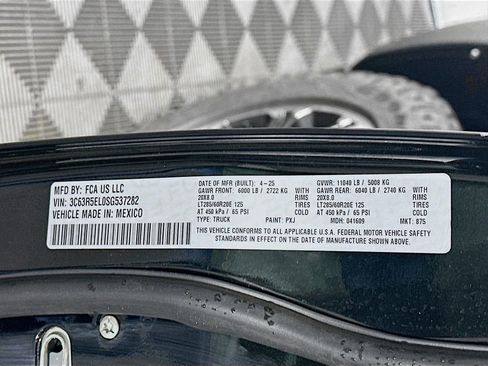 MFD BY: FCA US LLC
VIN: 3C63R5EL0SG537282
VEHICLE MADE IN: MEXICO
DATE OF MFR (BUILT): 4-25
GAWR FRONT: 6000 LB / 2722 KG
20X8.0 RIMS
LT285/60R20E 125 TIRES
AT 450 kPa / 65 PSI COLD
TYPE: TRUCK PAINT: PXJ
GVWR: 11040 LB / 5008 KG
GAWR REAR: 6040 LB / 2740 KG
20X8.0 WITH RIMS
LT285/60R20E 125 TIRES
AT 450 kPa / 65 PSI COLD
MDH: 041609 MKT: 875
THIS VEHICLE CONFORMS TO ALL APPLICABLE U.S.A. FEDERAL MOTOR VEHICLE SAFETY
STANDARDS IN EFFECT ON THE DATE OF MANUFACTURE SHOWN ABOVE.